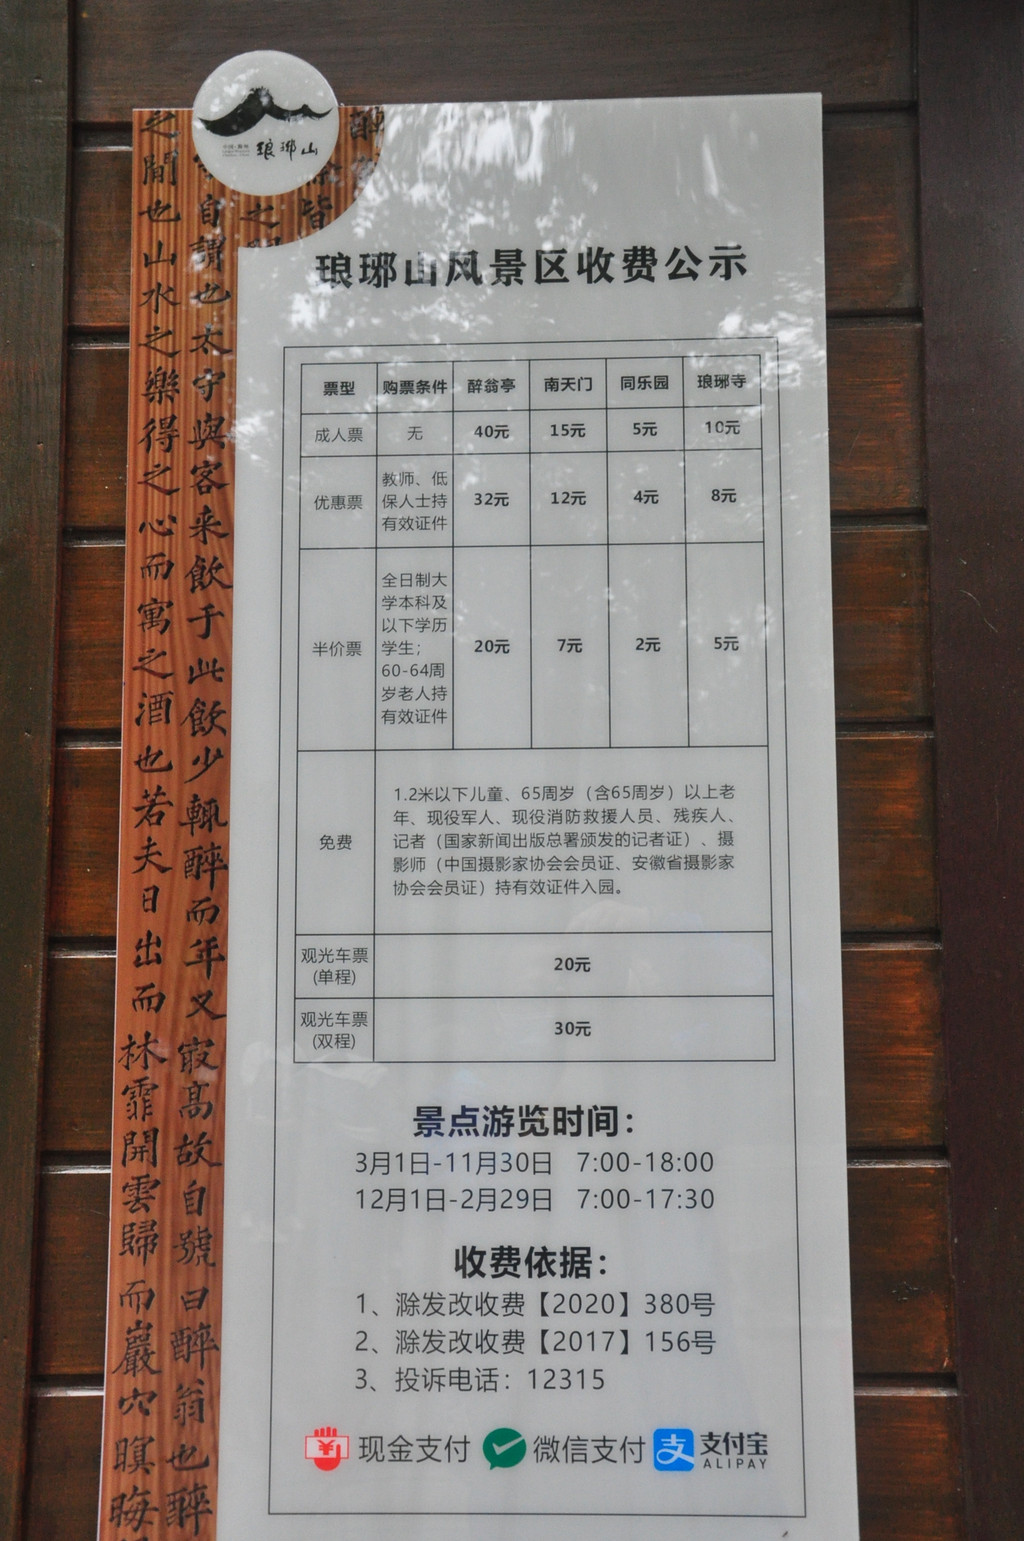 琅琊山
琅琊山风景区收费公示
票型 购票条件 醉翁亭 南天门 同乐园 琅琊寺
成人票 无 40元 15元 5元 10元
优惠票 教师、低保人士持有效证件 32元 12元 4元 8元
半价票 全日制大学本科及以下学历学生；60-64周岁老人持有效证件 20元 7元 2元 5元
免费
1.2米以下儿童、65周岁（含65周岁）以上老
年、现役军人、现役消防救援人员、残疾人、
记者（国家新闻出版总署颁发的记者证）、摄
影师（中国摄影家协会会员证、安徽省摄影家
协会会员证）持有效证件入园。
观光车票(单程) 20元
观光车票(双程) 30元
景点游览时间：
3月1日-11月30日 7:00-18:00
12月1日-2月29日 7:00-17:30
收费依据：
1、滁发改收费【2020】380号
2、滁发改收费【2017】156号
3、投诉电话：12315
现金支付 微信支付 支付宝
ALIPAY
自謂也太守與客来飲于此飲少輒醉而年又㝡高故自號曰醉翁也醉
之間也山水之樂得之心而寓之酒也若夫日出而林霏開雲歸而巖穴暝晦